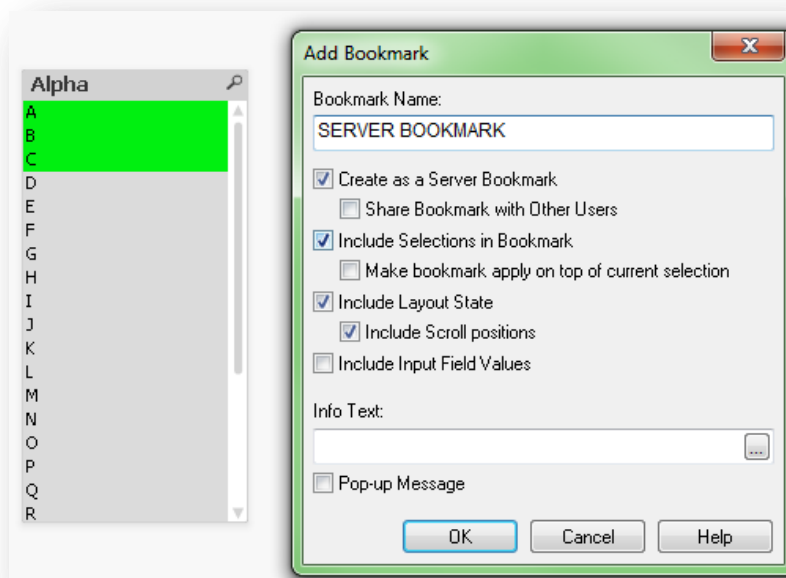 Alpha
A
B
C
D
E
F
G
H
I
J
K
L
M
N
O
P
Q
R
Add Bookmark
Bookmark Name:
SERVER BOOKMARK
Create as a Server Bookmark
Share Bookmark with Other Users
Include Selections in Bookmark
Make bookmark apply on top of current selection
Include Layout State
Include Scroll positions
Include Input Field Values
Info Text:
...
Pop-up Message
OK Cancel Help